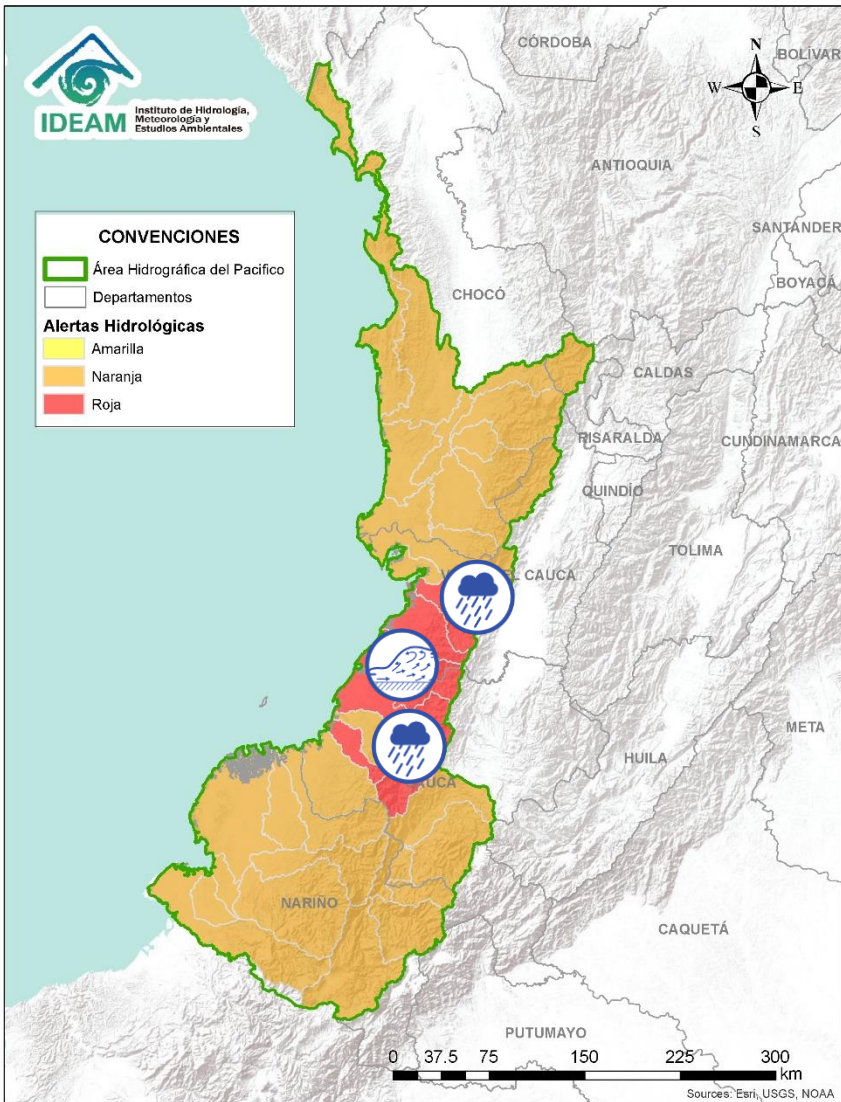 IDEAM
Instituto de Hidrología,
Meteorología y
Estudios Ambientales
CÓRDOBA
BOLÍVAR
N
W
E
S
ANTIOQUIA
SANTANDER
BOYACÁ
CONVENCIONES
Área Hidrográfica del Pacifico
Departamentos
Alertas Hidrológicas
Amarilla
Naranja
Roja
CHOCÓ
CALDAS
RISARALDA
CUNDINAMARCA
QUINDÍO
TOLIMA
EL CAUCA
META
HUILA
AUCA
NARIÑO
CAQUETÁ
PUTUMAYO
0 37.5 75 150 225 300
km
Sources: Esri, USGS, NOAA